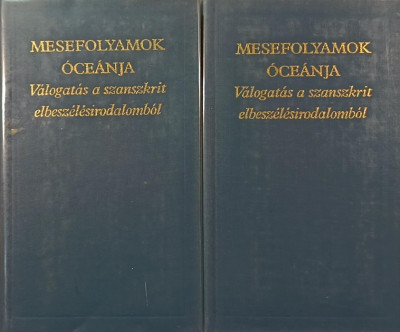 MESEFOLYAMOK
ÓCEÁNJA
Válogatás a szanszkrit
elbeszélésirodalomból
MESEFOLYAMOK
ÓCEÁNJA
Válogatás a szanszkrit
elbeszélésirodalomból